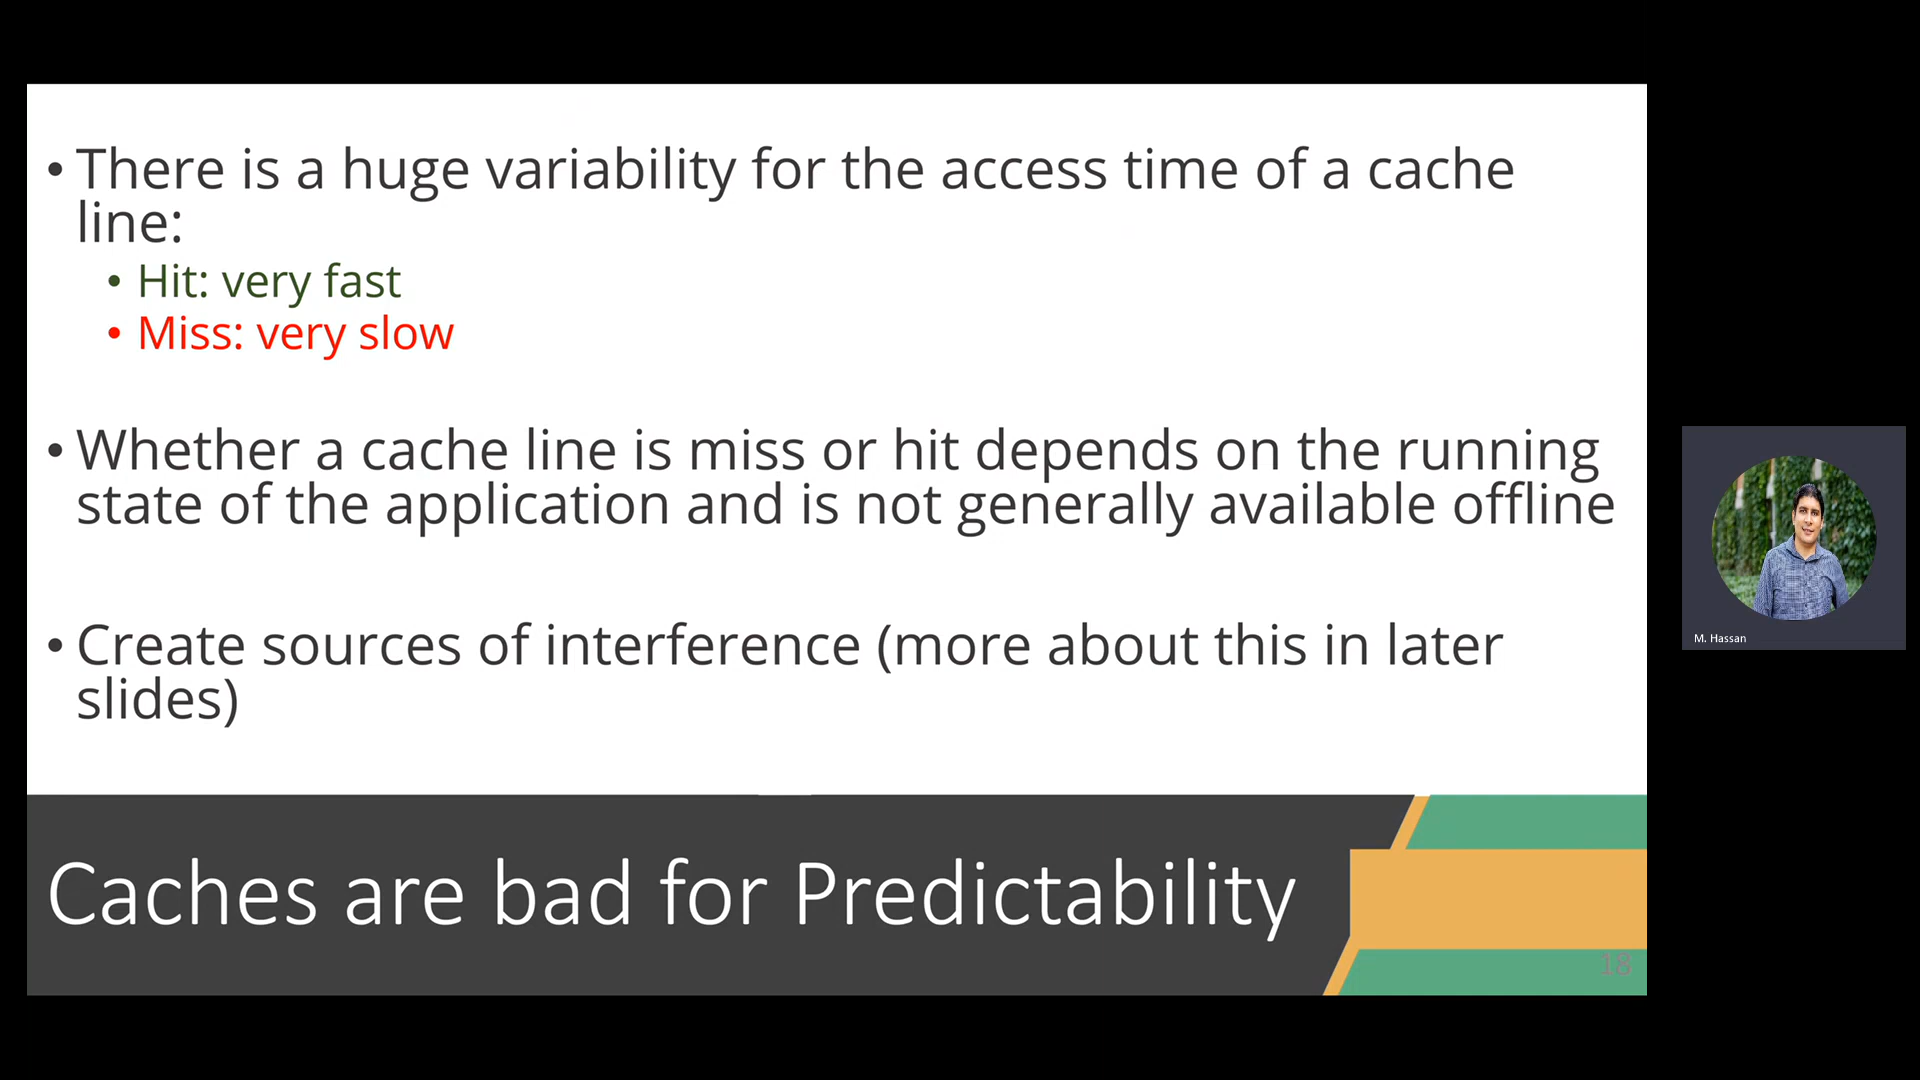 • There is a huge variability for the access time of a cache
line:
• Hit: very fast
• Miss: very slow
• Whether a cache line is miss or hit depends on the running
state of the application and is not generally available offline
• Create sources of interference (more about this in later
slides)
Caches are bad for Predictability
18
M. Hassan